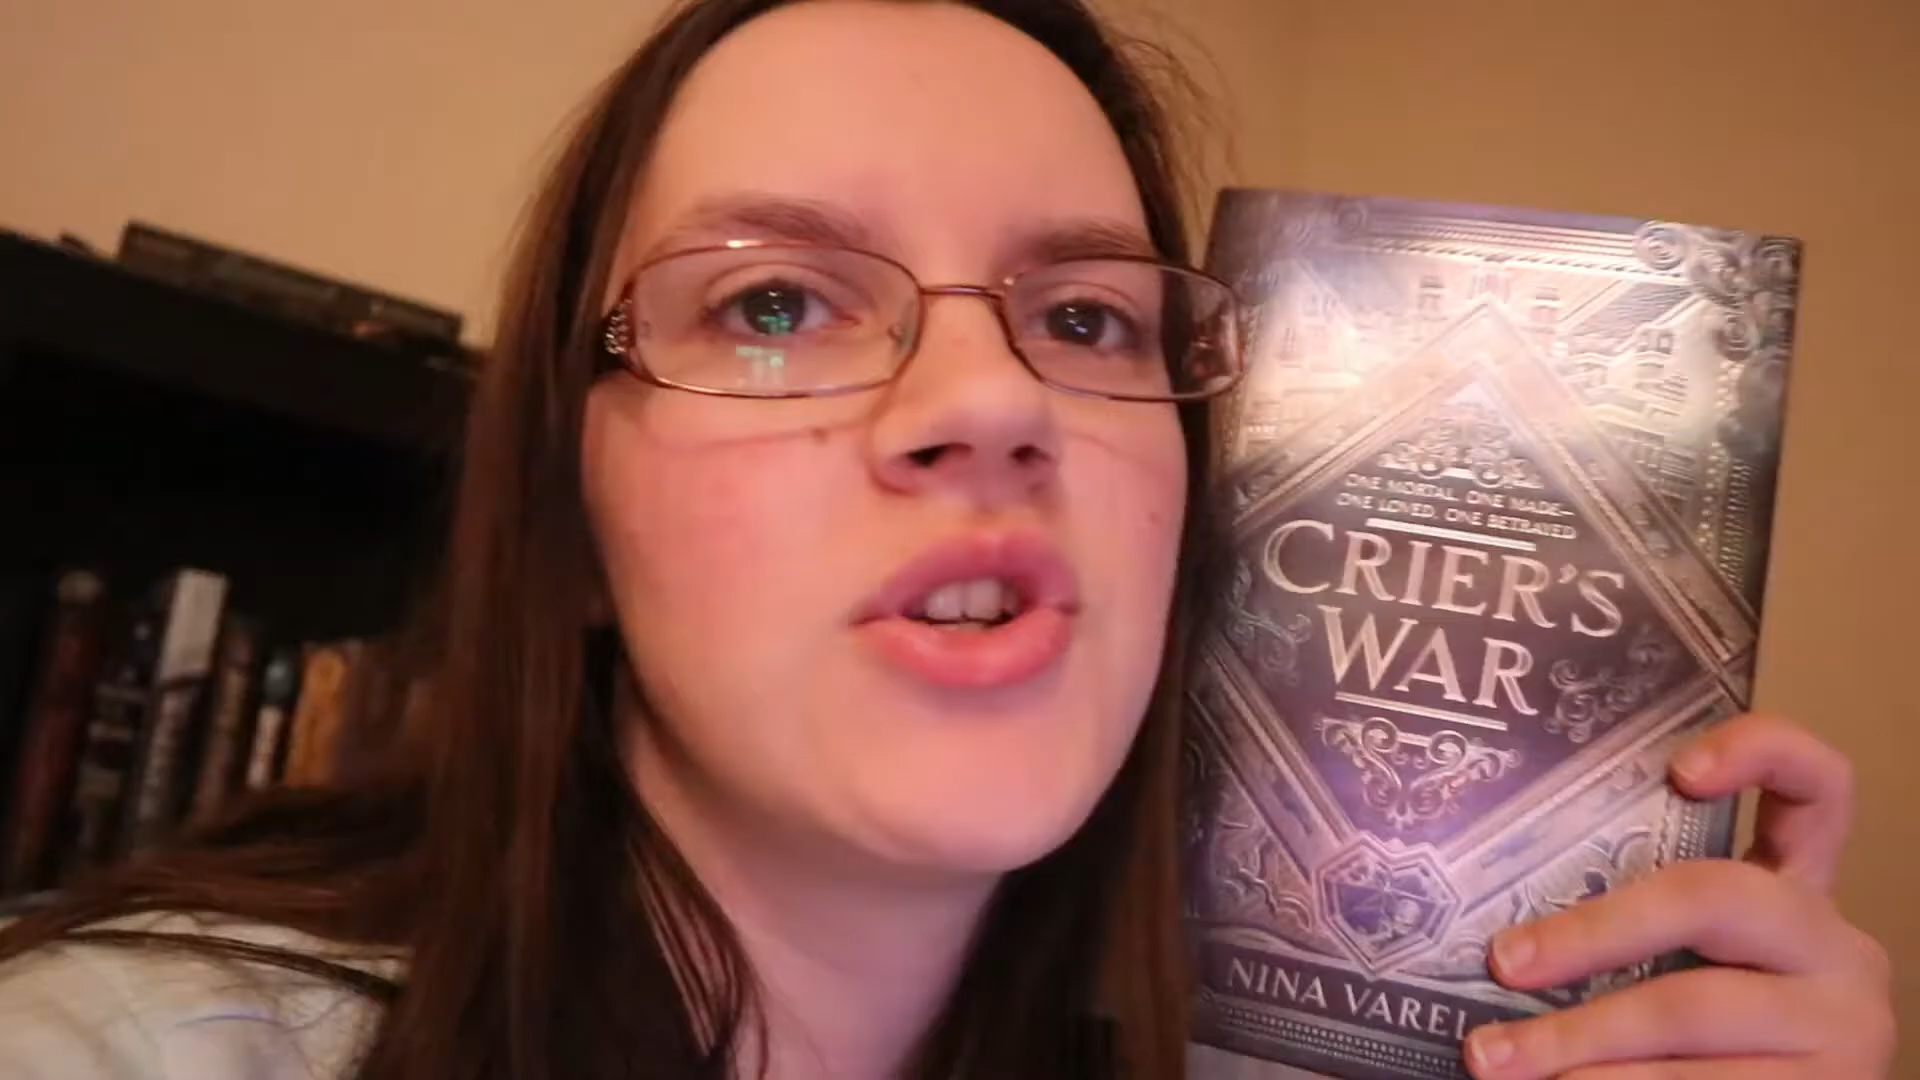 ONE MORTAL. ONE MADE—
ONE LOVED. ONE BETRAYED
CRIER'S
WAR
NINA VAREL